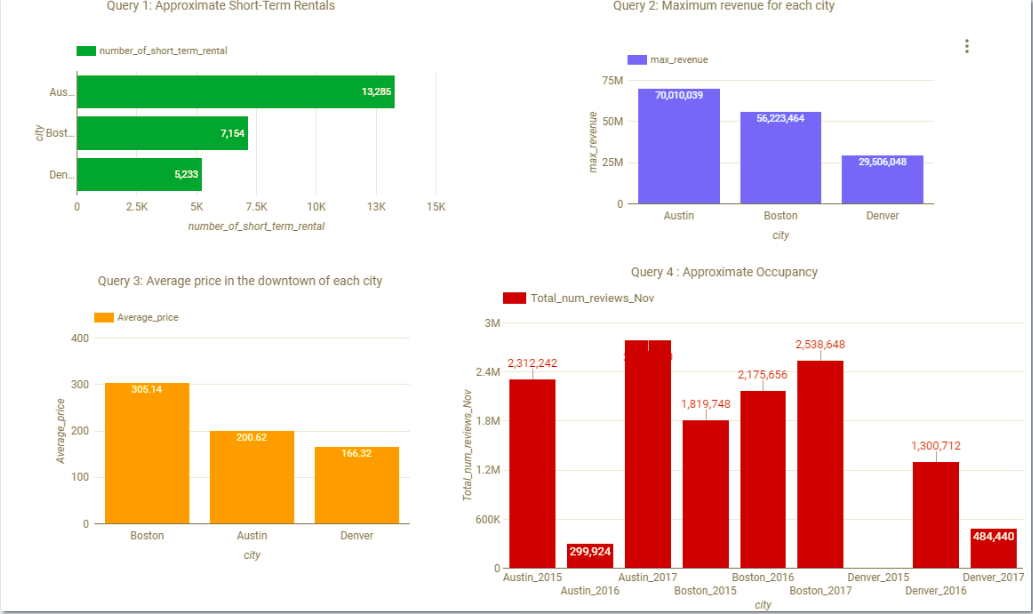 Query 1: Approximate Short-Term Rentals
number_of_short_term_rental
city
Aus...
13,285
Bost...
7,154
Den...
5,233
0 2.5K 5K 7.5K 10K 13K 15K
number_of_short_term_rental
Query 2: Maximum revenue for each city
max_revenue
max_revenue
75M
50M
25M
0
70,010,039
56,223,464
29,506,048
Austin Boston Denver
city
Query 3: Average price in the downtown of each city
Average_price
Average_price
400
300
200
100
0
305.14
200.62
166.32
Boston Austin Denver
city
Query 4 : Approximate Occupancy
Total_num_reviews_Nov
Total_num_reviews_Nov
3M
2.4M
1.8M
1.2M
600K
0
2,312,242
299,924
1,819,748
2,175,656
2,538,648
1,300,712
484,440
Austin_2015 Austin_2017 Boston_2016 Denver_2015 Denver_2017
Austin_2016 Boston_2015 Boston_2017 Denver_2016
city